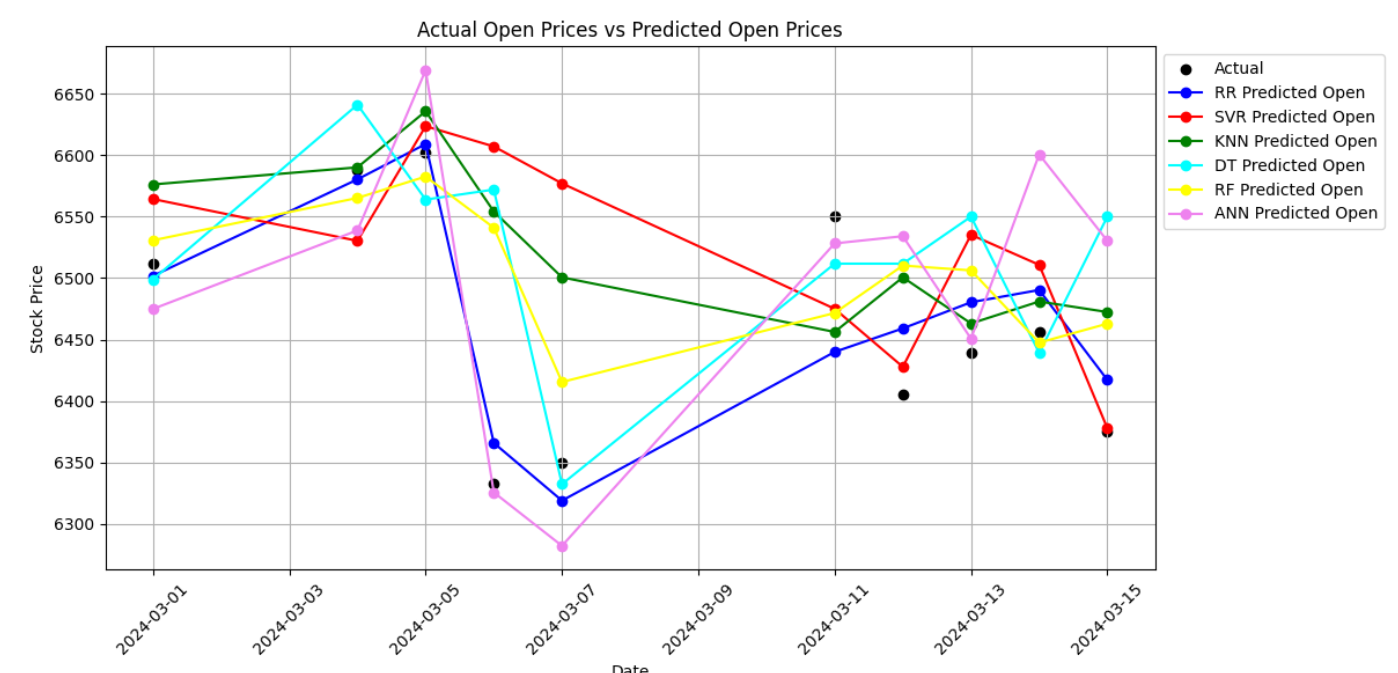 Actual Open Prices vs Predicted Open Prices
Stock Price
6650
6600
6550
6500
6450
6400
6350
6300
2024-03-01
2024-03-03
2024-03-05
2024-03-07
2024-03-09
2024-03-11
2024-03-13
2024-03-15
Date
Actual
RR Predicted Open
SVR Predicted Open
KNN Predicted Open
DT Predicted Open
RF Predicted Open
ANN Predicted Open